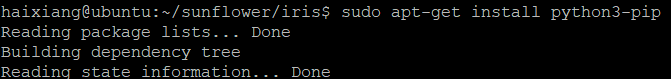 haixiang@ubuntu:~/sunflower/iris$ sudo apt-get install python3-pip
Reading package lists... Done
Building dependency tree
Reading state information... Done